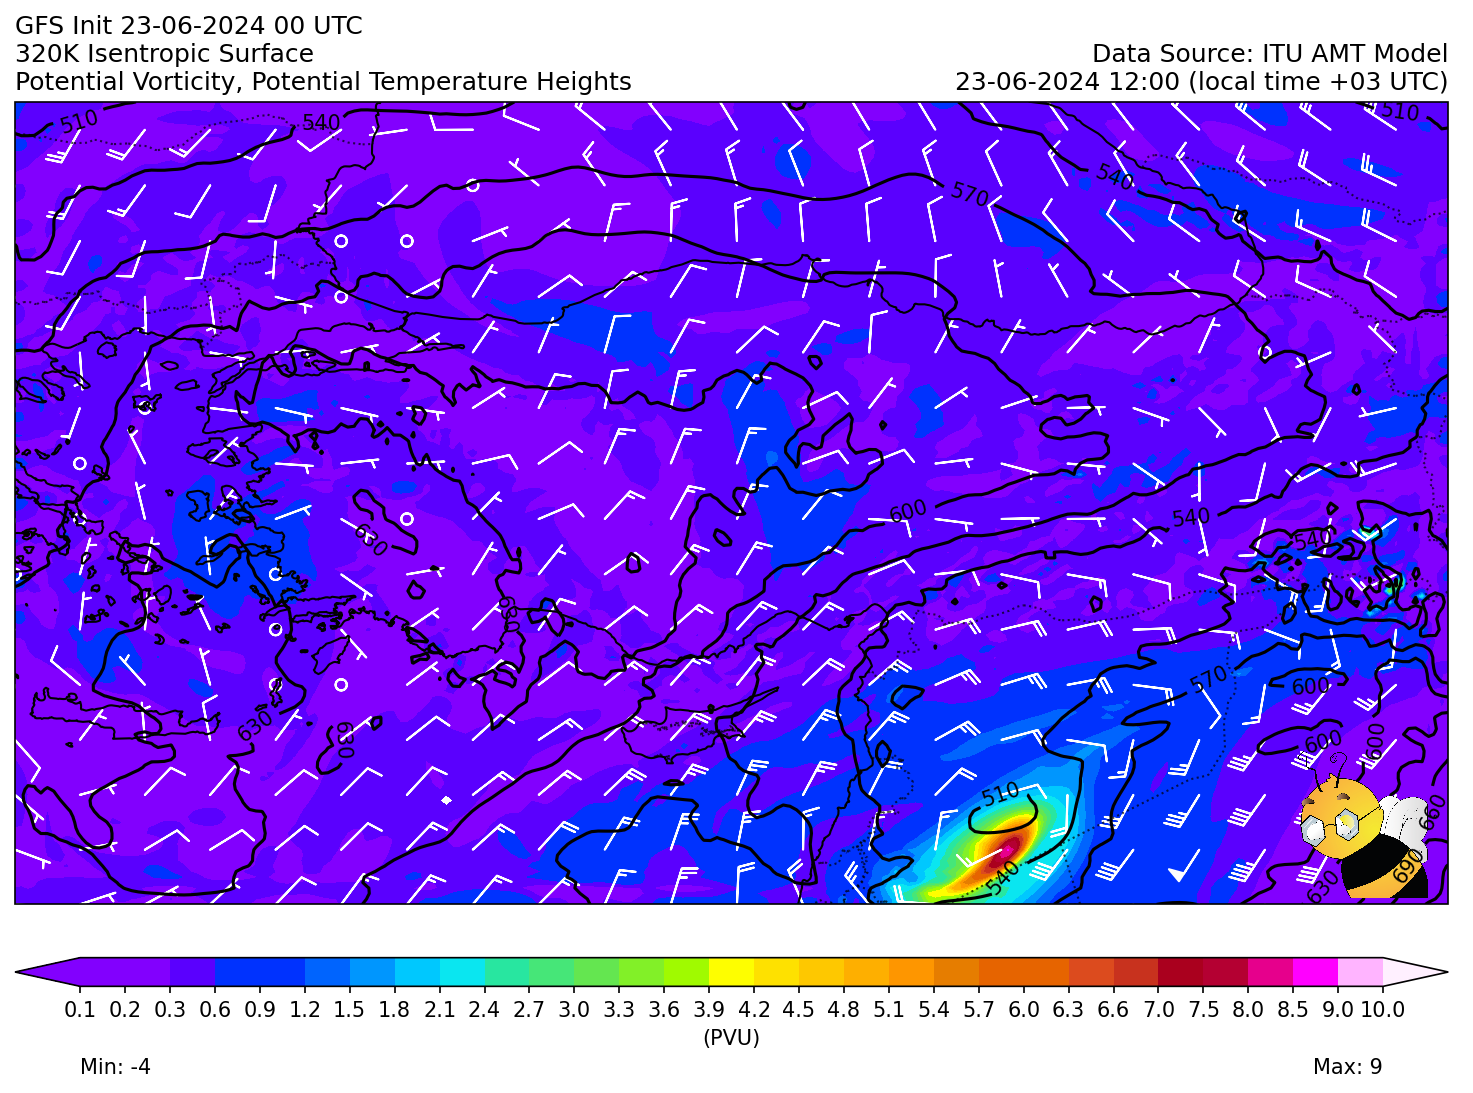 GFS Init 23-06-2024 00 UTC
320K Isentropic Surface
Data Source: ITU AMT Model
Potential Vorticity, Potential Temperature Heights
23-06-2024 12:00 (local time +03 UTC)
510
540
510
540
570
600
540
540
630
630
570
600
630
630
600
600
510
660
540
690
630
0.1 0.2 0.3 0.6 0.9 1.2 1.5 1.8 2.1 2.4 2.7 3.0 3.3 3.6 3.9 4.2 4.5 4.8 5.1 5.4 5.7 6.0 6.3 6.6 7.0 7.5 8.0 8.5 9.0 10.0
(PVU)
Min: -4
Max: 9